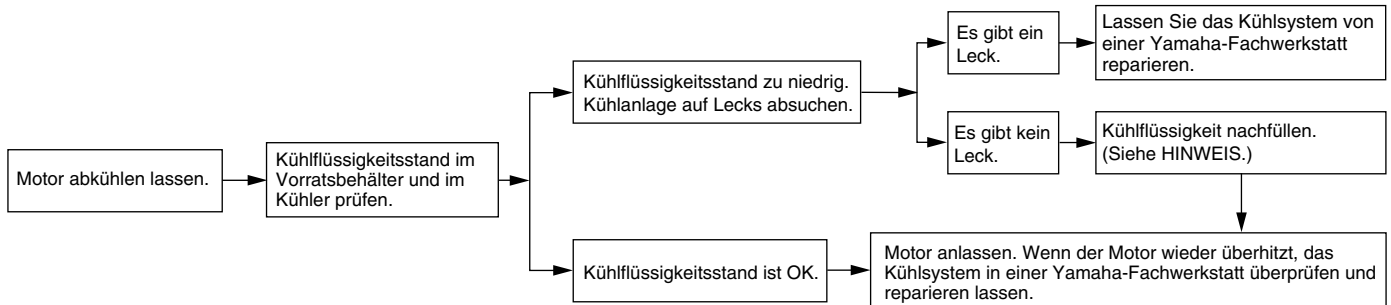 Motor abkühlen lassen.
Kühlflüssigkeitsstand im
Vorratsbehälter und im
Kühler prüfen.
Kühlflüssigkeitsstand zu niedrig.
Kühlanlage auf Lecks absuchen.
Es gibt ein
Leck.
Lassen Sie das Kühlsystem von
einer Yamaha-Fachwerkstatt
reparieren.
Es gibt kein
Leck.
Kühlflüssigkeit nachfüllen.
(Siehe HINWEIS.)
Kühlflüssigkeitsstand ist OK.
Motor anlassen. Wenn der Motor wieder überhitzt, das
Kühlsystem in einer Yamaha-Fachwerkstatt überprüfen und
reparieren lassen.